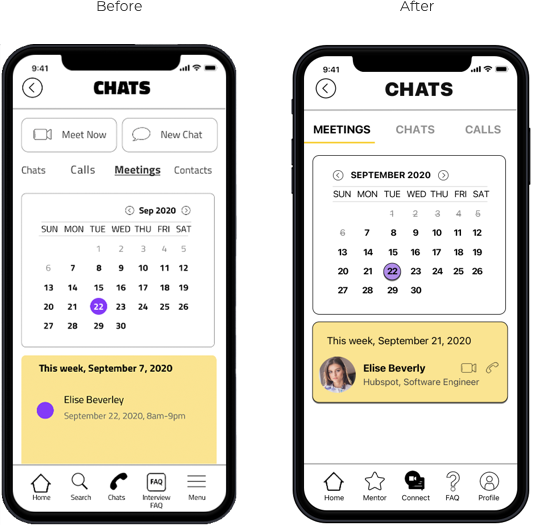 Before
9:41
CHATS
Meet Now
New Chat
Chats
Calls
Meetings
Contacts
Sep 2020
SUN MON TUE WED THU FRI SAT
1 2 3 4 5
6 7 8 9 10 11 12
13 14 15 16 17 18 19
20 21 22 23 24 25 26
27 28 29 30
This week, September 7, 2020
Elise Beverley
September 22, 2020, 8am-9pm
Home
Search
Chats
FAQ
Interview
FAQ
Menu
After
9:41
CHATS
MEETINGS
CHATS
CALLS
SEPTEMBER 2020
SUN MON TUE WED THU FRI SAT
1 2 3 4 5
6 7 8 9 10 11 12
13 14 15 16 17 18 19
20 21 22 23 24 25 26
27 28 29 30
This week, September 21, 2020
Elise Beverly
Hubspot, Software Engineer
Home
Mentor
Connect
FAQ
Profile